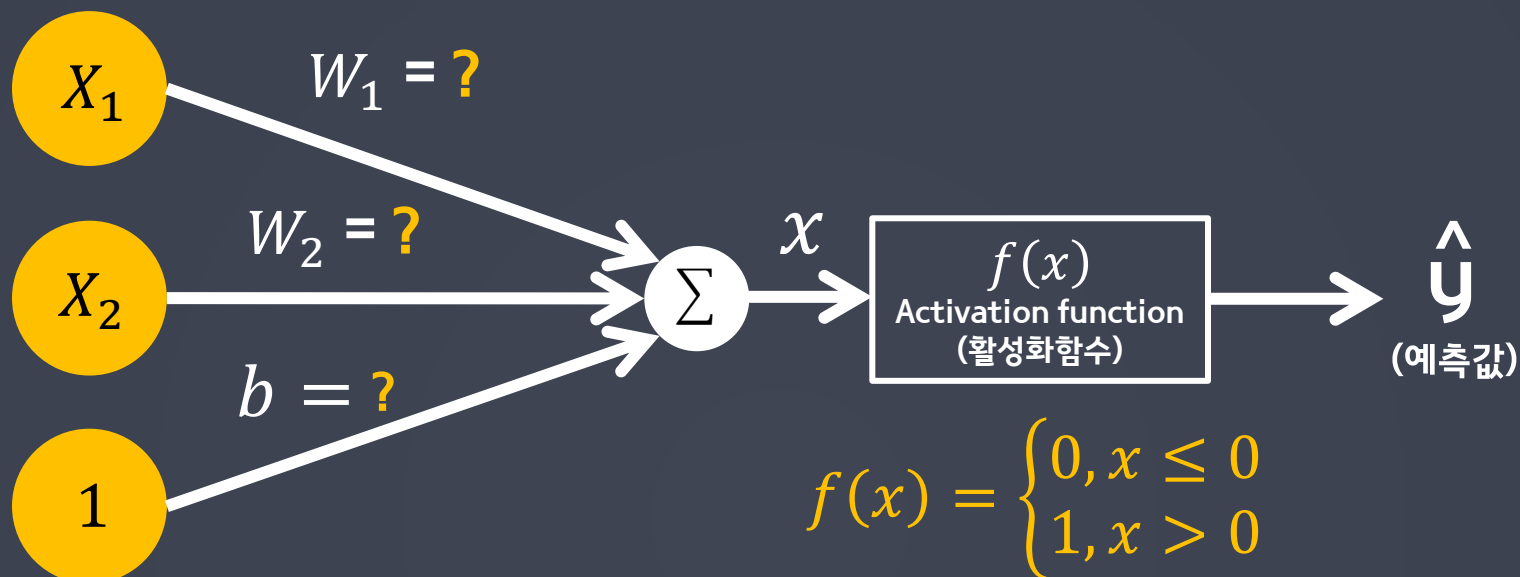 X₁
W₁ = ?
X₂
W₂ = ?
1
b = ?
∑
x
f(x)
Activation function
(활성화함수)
ŷ
(예측값)
f(x) = {0, x ≤ 0
1, x > 0